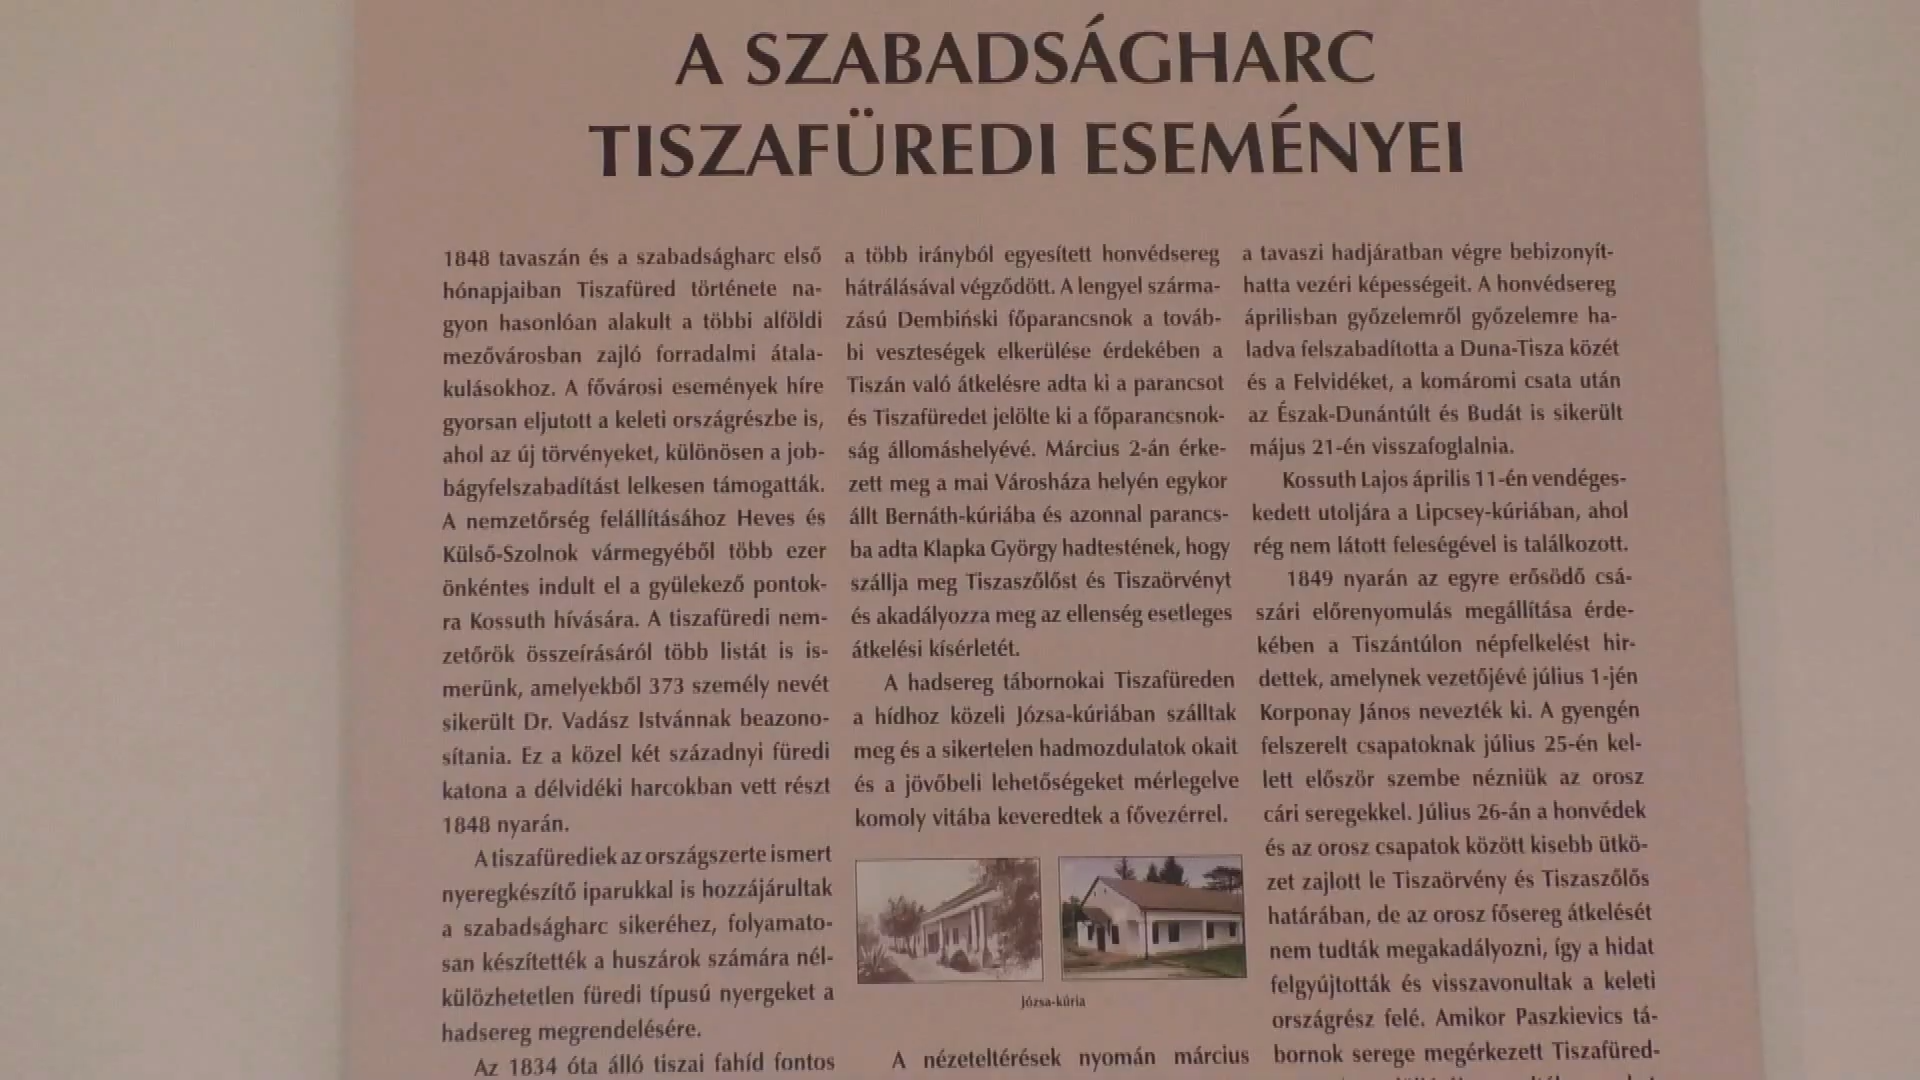 A SZABADSÁGHARC
TISZAFÜREDI ESEMÉNYEI
1848 tavaszán és a szabadságharc első
hónapjaiban Tiszafüred története na-
gyon hasonlóan alakult a többi alföldi
mezővárosban zajló forradalmi átala-
kulásokhoz. A fővárosi események híre
gyorsan eljutott a keleti országrészbe is,
ahol az új törvényeket, különösen a job-
bágyfelszabadítást lelkesen támogatták.
A nemzetőrség felállításához Heves és
Külső-Szolnok vármegyéből több ezer
önkéntes indult el a gyülekező pontok-
ra Kossuth hívására. A tiszafüredi nem-
zetőrök összeírásáról több listát is is-
merünk, amelyekből 373 személy nevét
sikerült Dr. Vadász Istvánnak beazono-
sítania. Ez a közel két századnyi füredi
katona a délvidéki harcokban vett részt
1848 nyarán.
A tiszafürediek az országszerte ismert
nyeregkészítő iparukkal is hozzájárultak
a szabadságharc sikeréhez, folyamato-
san készítették a huszárok számára nél-
külözhetetlen füredi típusú nyergeket a
hadsereg megrendelésére.
Az 1834 óta álló tiszai fahíd fontos
a több irányból egyesített honvédsereg
hátrálásával végződött. A lengyel szárma-
zású Dembiński főparancsnok a továb-
bi veszteségek elkerülése érdekében a
Tiszán való átkelésre adta ki a parancsot
és Tiszafüredet jelölte ki a főparancsnok-
ság állomáshelyévé. Március 2-án érke-
zett meg a mai Városháza helyén egykor
állt Bernáth-kúriába és azonnal parancs-
ba adta Klapka György hadtestének, hogy
szállja meg Tiszaszőlőst és Tiszaörvényt
és akadályozza meg az ellenség esetleges
átkelési kísérletét.
A hadsereg tábornokai Tiszafüreden
a hídhoz közeli Józsa-kúriában szálltak
meg és a sikertelen hadmozdulatok okait
és a jövőbeli lehetőségeket mérlegelve
komoly vitába keveredtek a fővezérrel.
Józsa-kúria
A nézeteltérések nyomán március
a tavaszi hadjáratban végre bebizonyít-
hatta vezéri képességeit. A honvédsereg
áprilisban győzelemről győzelemre ha-
ladva felszabadította a Duna-Tisza közét
és a Felvidéket, a komáromi csata után
az Észak-Dunántúlt és Budát is sikerült
május 21-én visszafoglalnia.
Kossuth Lajos április 11-én vendéges-
kedett utoljára a Lipcsey-kúriában, ahol
rég nem látott feleségével is találkozott.
1849 nyarán az egyre erősödő csá-
szári előrenyomulás megállítása érde-
kében a Tiszántúlon népfelkelést hir-
dettek, amelynek vezetőjévé július 1-jén
Korponay János nevezték ki. A gyengén
felszerelt csapatoknak július 25-én kel-
lett először szembe nézniük az orosz
cári seregekkel. Július 26-án a honvédek
és az orosz csapatok között kisebb ütkö-
zet zajlott le Tiszaörvény és Tiszaszőlős
határában, de az orosz fősereg átkelését
nem tudták megakadályozni, így a hidat
felgyújtották és visszavonultak a keleti
országrész felé. Amikor Paszkievics tá-
bornok serege megérkezett Tiszafüred-